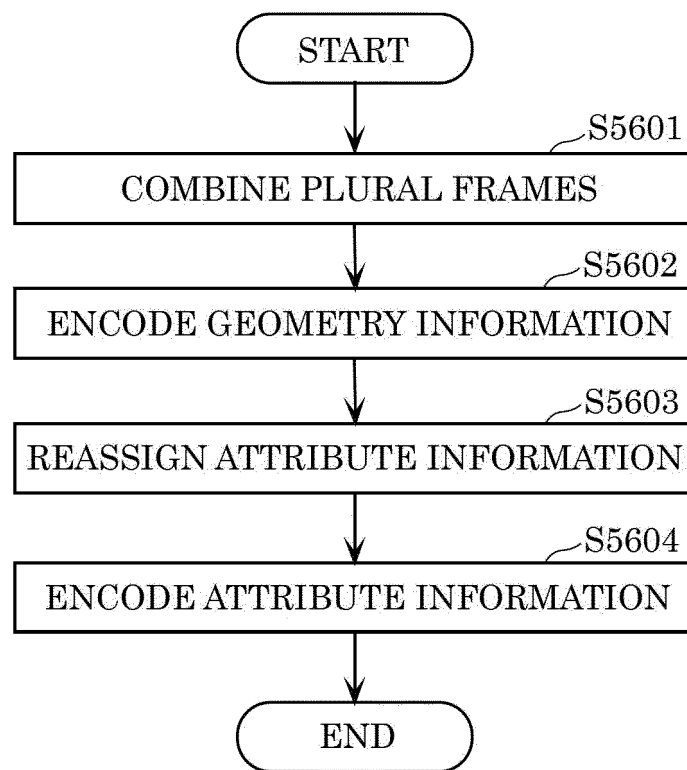 START
S5601
COMBINE PLURAL FRAMES
S5602
ENCODE GEOMETRY INFORMATION
S5603
REASSIGN ATTRIBUTE INFORMATION
S5604
ENCODE ATTRIBUTE INFORMATION
END